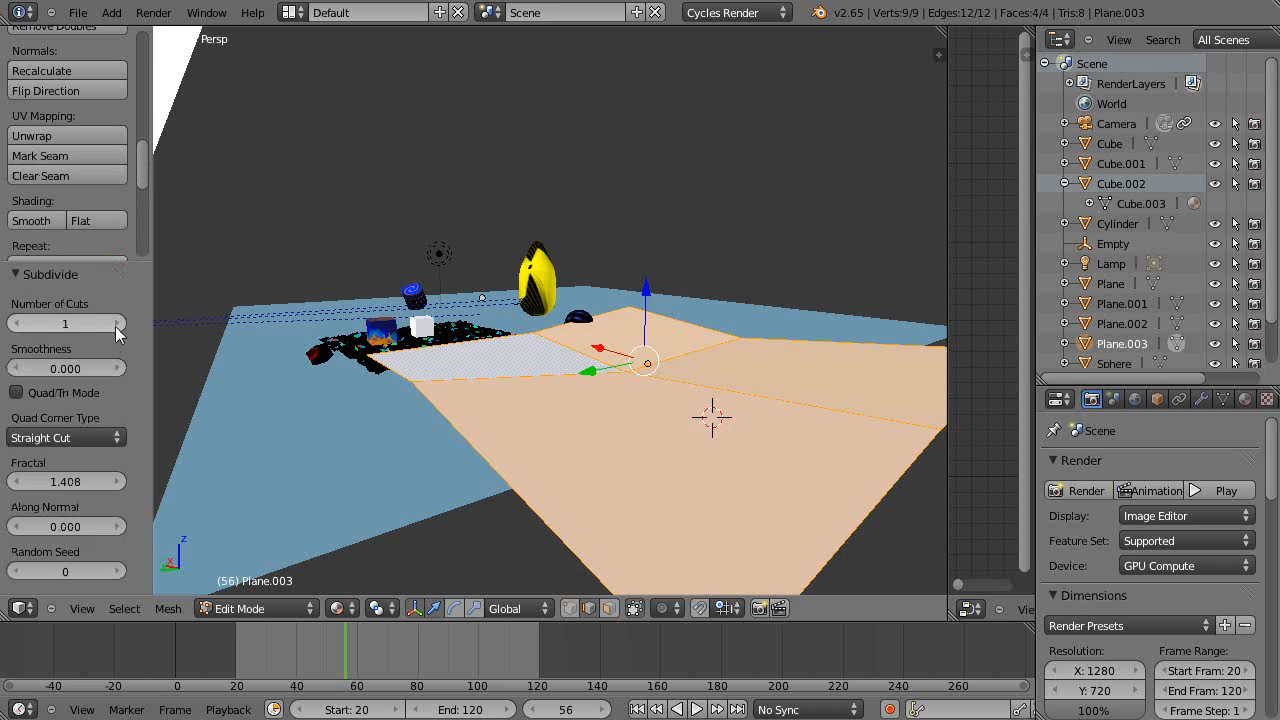 File Add Render Window Help Default Scene Cycles Render v2.65 | Verts:9/9 | Edges:12/12 | Faces:4/4 | Tris:8 | Plane.003
Remove Doubles
Normals:
Recalculate
Flip Direction
UV Mapping:
Unwrap
Mark Seam
Clear Seam
Shading:
Smooth Flat
Repeat:
Subdivide
Number of Cuts
1
Smoothness
0.000
Quad/Tri Mode
Quad Corner Type
Straight Cut
Fractal
1.408
Along Normal
0.000
Random Seed
0
Persp
z
x
(56) Plane.003
View Select Mesh Edit Mode Global
Vie
View Search All Scenes
Scene
RenderLayers
World
Camera
Cube
Cube.001
Cube.002
Cube.003
Cylinder
Empty
Lamp
Plane
Plane.001
Plane.002
Plane.003
Sphere
Scene
Render
Render Animation Play
Display: Image Editor
Feature Set: Supported
Device: GPU Compute
Dimensions
Render Presets
Resolution: Frame Range:
X: 1280 Start Fram: 20
Y: 720 End Fram: 120
100% Frame Step: 1
-40 -20 0 20 40 60 80 100 120 140 160 180 200 220 240 260
View Marker Frame Playback Start: 20 End: 120 56 No Sync